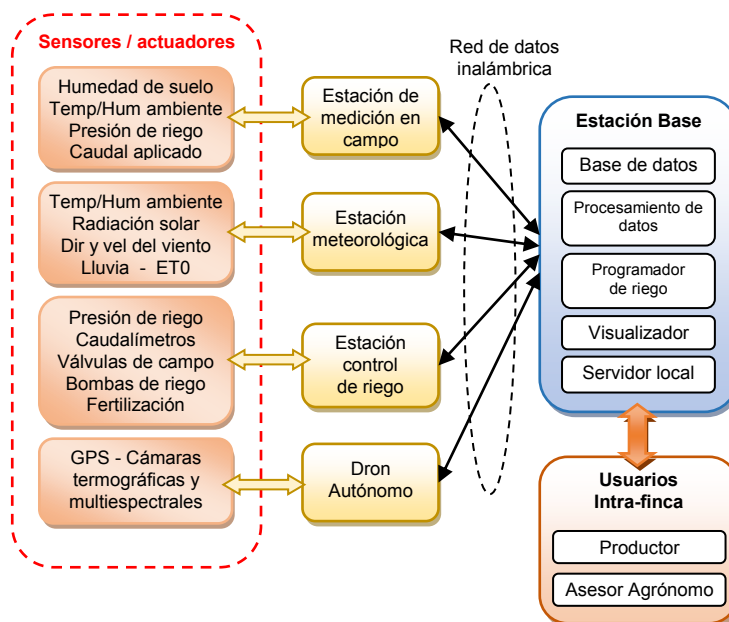 Sensores / actuadores
Humedad de suelo
Temp/Hum ambiente
Presión de riego
Caudal aplicado
Temp/Hum ambiente
Radiación solar
Dir y vel del viento
Lluvia - ET0
Presión de riego
Caudalímetros
Válvulas de campo
Bombas de riego
Fertilización
GPS - Cámaras
termográficas y
multiespectrales
Estación de
medición en
campo
Estación
meteorológica
Estación
control
de riego
Dron
Autónomo
Red de datos
inalámbrica
Estación Base
Base de datos
Procesamiento de
datos
Programador
de riego
Visualizador
Servidor local
Usuarios
Intra-finca
Productor
Asesor Agrónomo